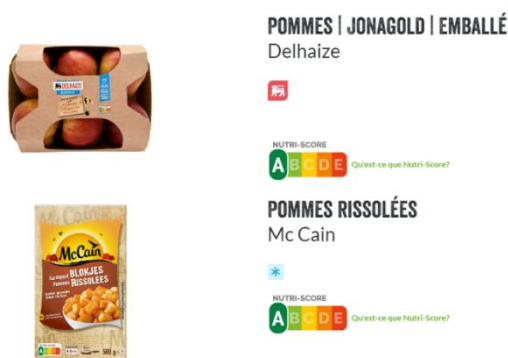 POMMES | JONAGOLD | EMBALLÉ
Delhaize
DELHAIZE
NUTRI-SCORE
A B C D E
Qu'est-ce que Nutri-Score?
POMMES RISSOLÉES
Mc Cain
McCain
BLOKJES
Pommes RISSOLÉES
500 g
NUTRI-SCORE
A B C D E
Qu'est-ce que Nutri-Score?